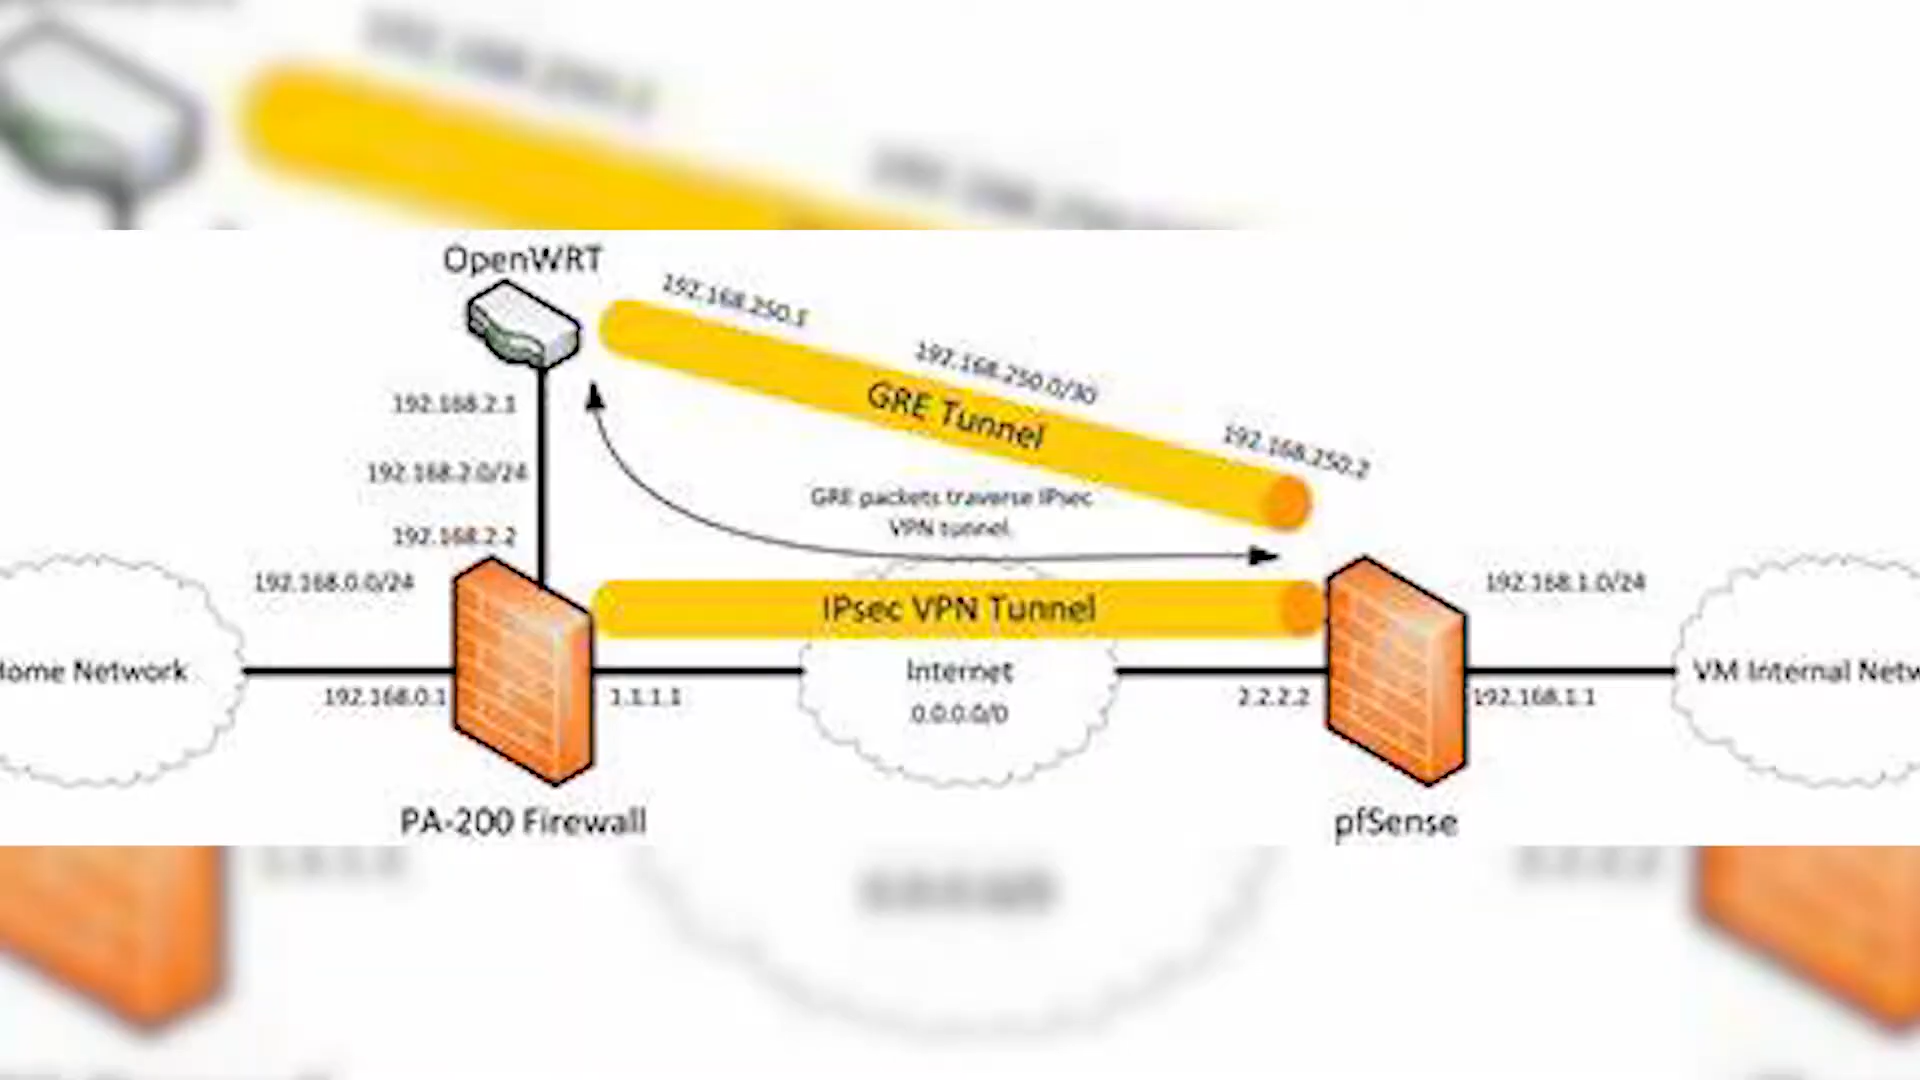 OpenWRT
192.168.250.1
192.168.250.0/30
GRE Tunnel
192.168.250.2
192.168.2.1
192.168.2.0/24
192.168.2.2
GRE packets traverse IPsec
VPN tunnel.
192.168.0.0/24
IPsec VPN Tunnel
192.168.1.0/24
Home Network
Internet
VM Internal Netw
192.168.0.1
1.1.1.1
0.0.0.0/0
2.2.2.2
192.168.1.1
PA-200 Firewall
pfSense